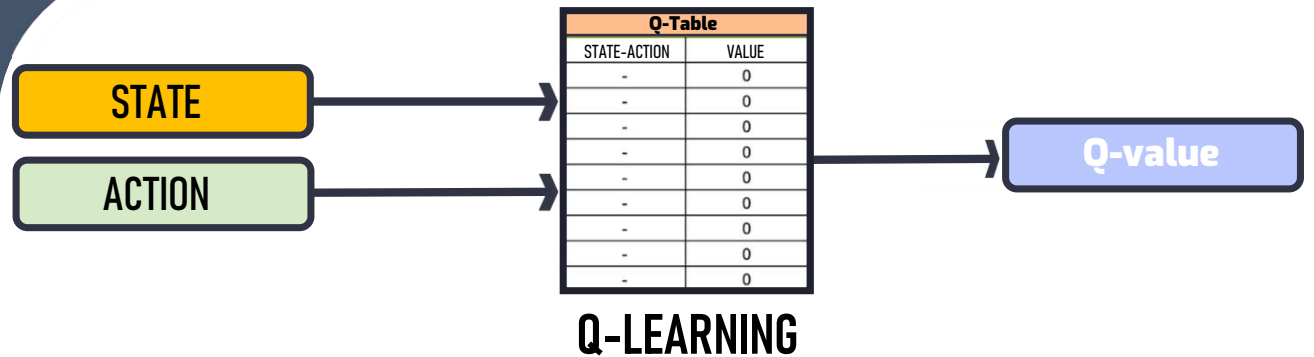 STATE
ACTION
Q-Table
STATE-ACTION VALUE
- 0
- 0
- 0
- 0
- 0
- 0
- 0
- 0
- 0
Q-value
Q-LEARNING